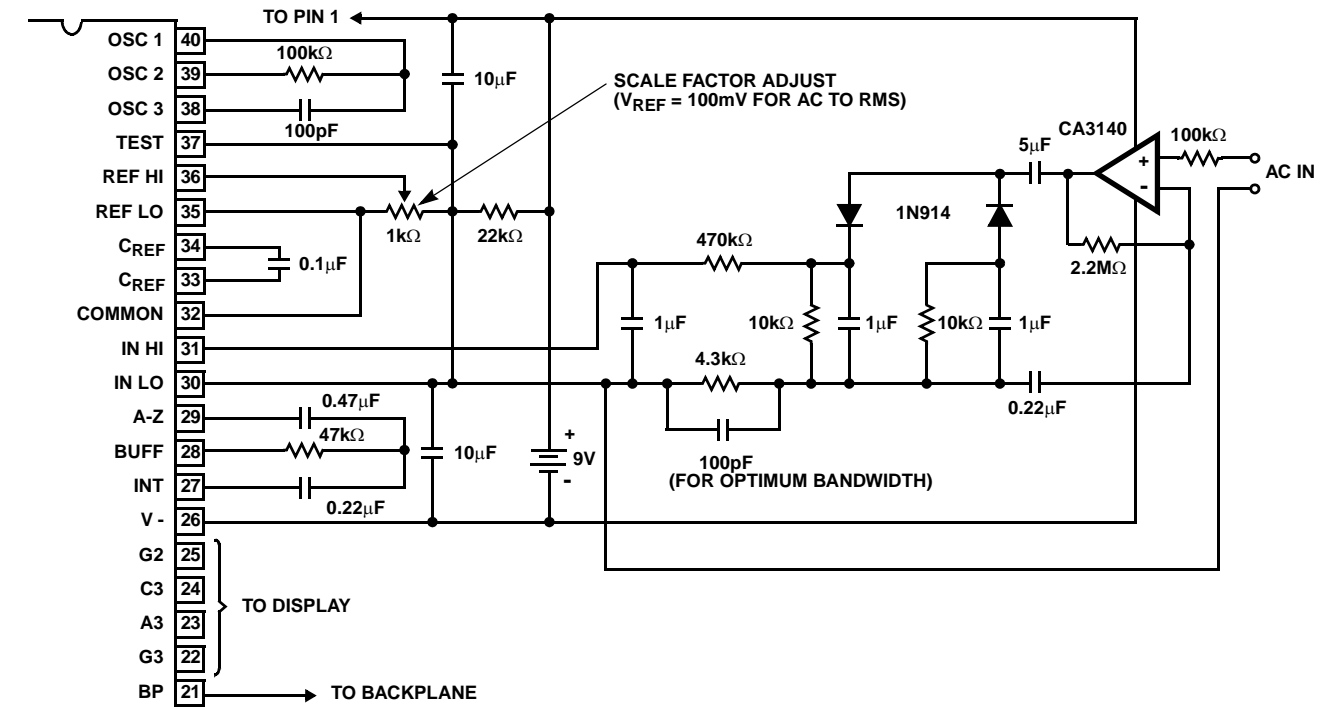 TO PIN 1
OSC 1 40
100kΩ
OSC 2 39
10µF
SCALE FACTOR ADJUST
(VREF = 100mV FOR AC TO RMS)
OSC 3 38
100pF
TEST 37
CA3140
5µF
100kΩ
+
-
AC IN
REF HI 36
REF LO 35
1kΩ
22kΩ
1N914
CREF 34
0.1µF
470kΩ
2.2MΩ
CREF 33
COMMON 32
1µF
10kΩ
1µF
10kΩ
1µF
IN HI 31
4.3kΩ
IN LO 30
0.47µF
0.22µF
A-Z 29
47kΩ
BUFF 28
10µF
+
9V
-
100pF
(FOR OPTIMUM BANDWIDTH)
INT 27
0.22µF
V - 26
G2 25
C3 24
TO DISPLAY
A3 23
G3 22
BP 21
TO BACKPLANE